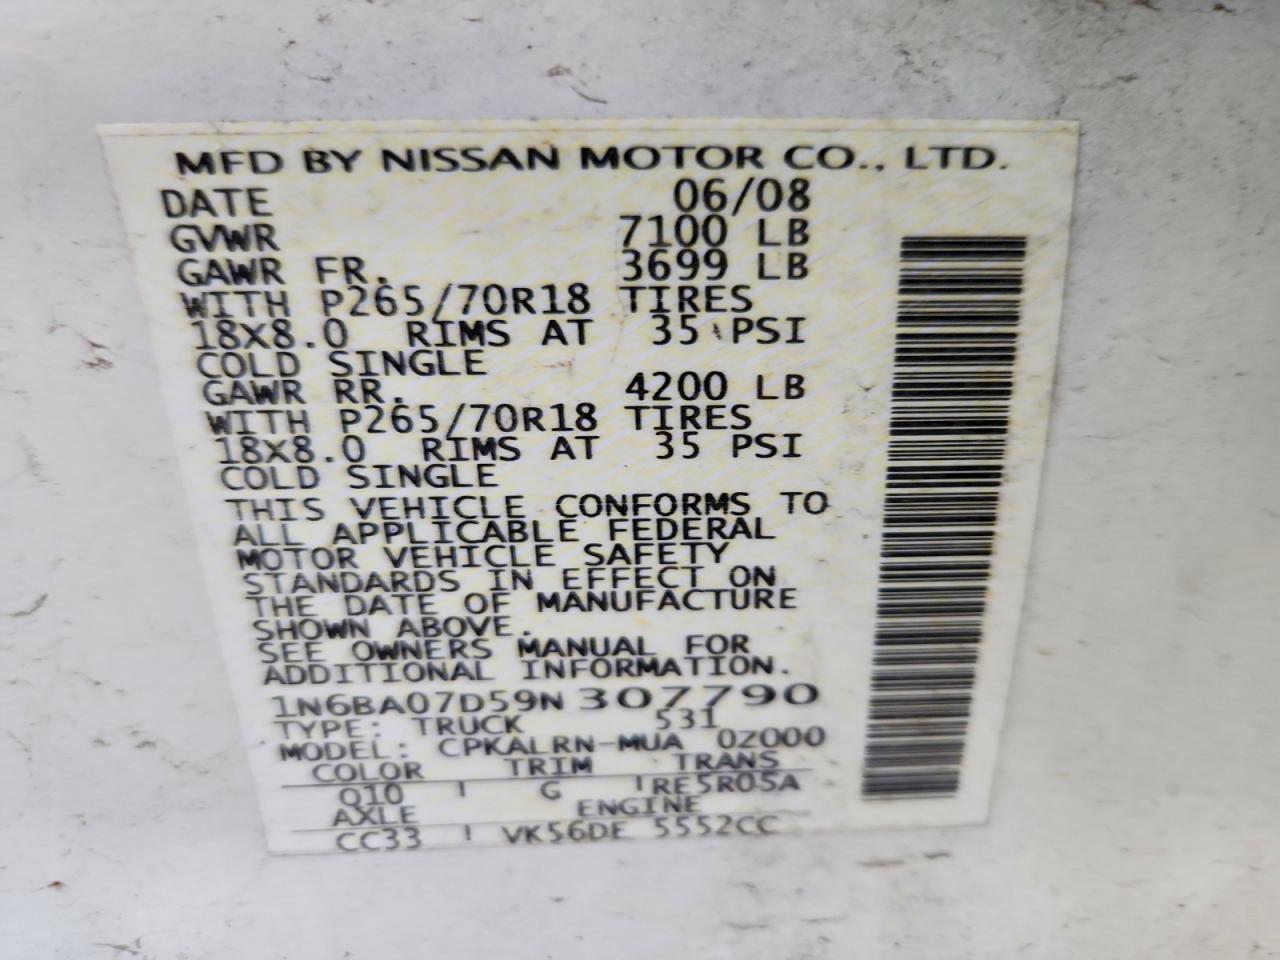 MFD BY NISSAN MOTOR CO., LTD.
DATE 06/08
GVWR 7100 LB
GAWR FR. 3699 LB
WITH P265/70R18 TIRES
18X8.0 RIMS AT 35 PSI
COLD SINGLE
GAWR RR. 4200 LB
WITH P265/70R18 TIRES
18X8.0 RIMS AT 35 PSI
COLD SINGLE
THIS VEHICLE CONFORMS TO
ALL APPLICABLE FEDERAL
MOTOR VEHICLE SAFETY
STANDARDS IN EFFECT ON
THE DATE OF MANUFACTURE
SHOWN ABOVE.
SEE OWNERS MANUAL FOR
ADDITIONAL INFORMATION.
1N6BA07D59N307790
TYPE: TRUCK 531
MODEL: CPKALRN-MUA 0Z000
COLOR TRIM TRANS
Q10 G RE5R05A
AXLE ENGINE
CC33 VK56DE 5552CC